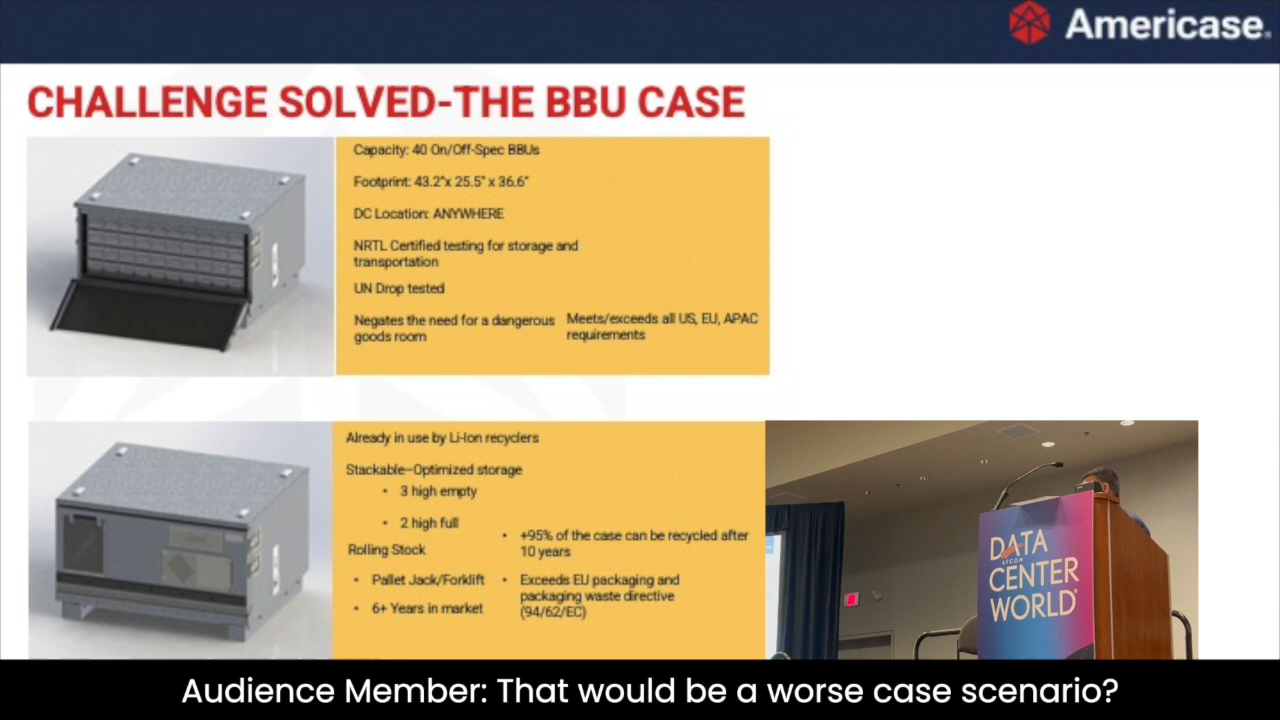 Americase
CHALLENGE SOLVED-THE BBU CASE
Capacity: 40 On/Off-Spec BBUs
Footprint: 43.2"x 25.5" x 36.6"
DC Location: ANYWHERE
NRTL Certified testing for storage and
transportation
UN Drop tested
Negates the need for a dangerous
goods room
Meets/exceeds all US, EU, APAC
requirements
Already in use by Li-Ion recyclers
Stackable–Optimized storage
• 3 high empty
• 2 high full
Rolling Stock
• Pallet Jack/Forklift
• 6+ Years in market
• +95% of the case can be recycled after
10 years
• Exceeds EU packaging and
packaging waste directive
(94/62/EC)
DATA
AFCOM
CENTER
WORLD
Audience Member: That would be a worse case scenario?